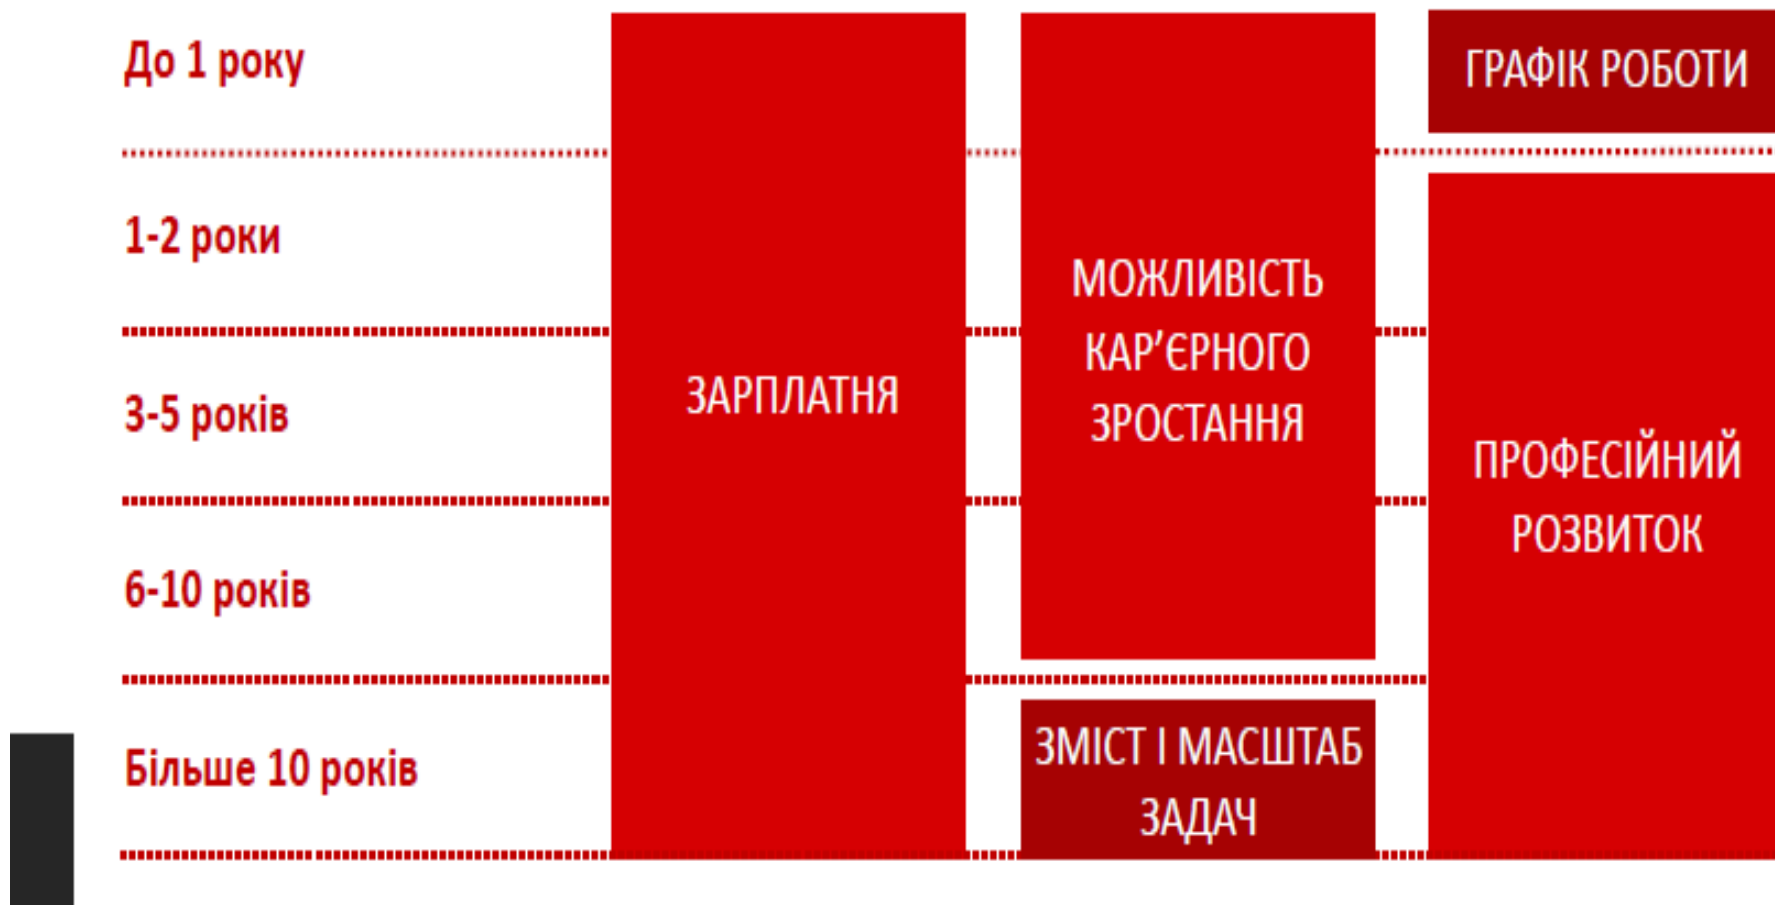 До 1 року
1-2 роки
3-5 років
6-10 років
Більше 10 років
ЗАРПЛАТНЯ
МОЖЛИВІСТЬ
КАР’ЄРНОГО
ЗРОСТАННЯ
ЗМІСТ І МАСШТАБ
ЗАДАЧ
ГРАФІК РОБОТИ
ПРОФЕСІЙНИЙ
РОЗВИТОК